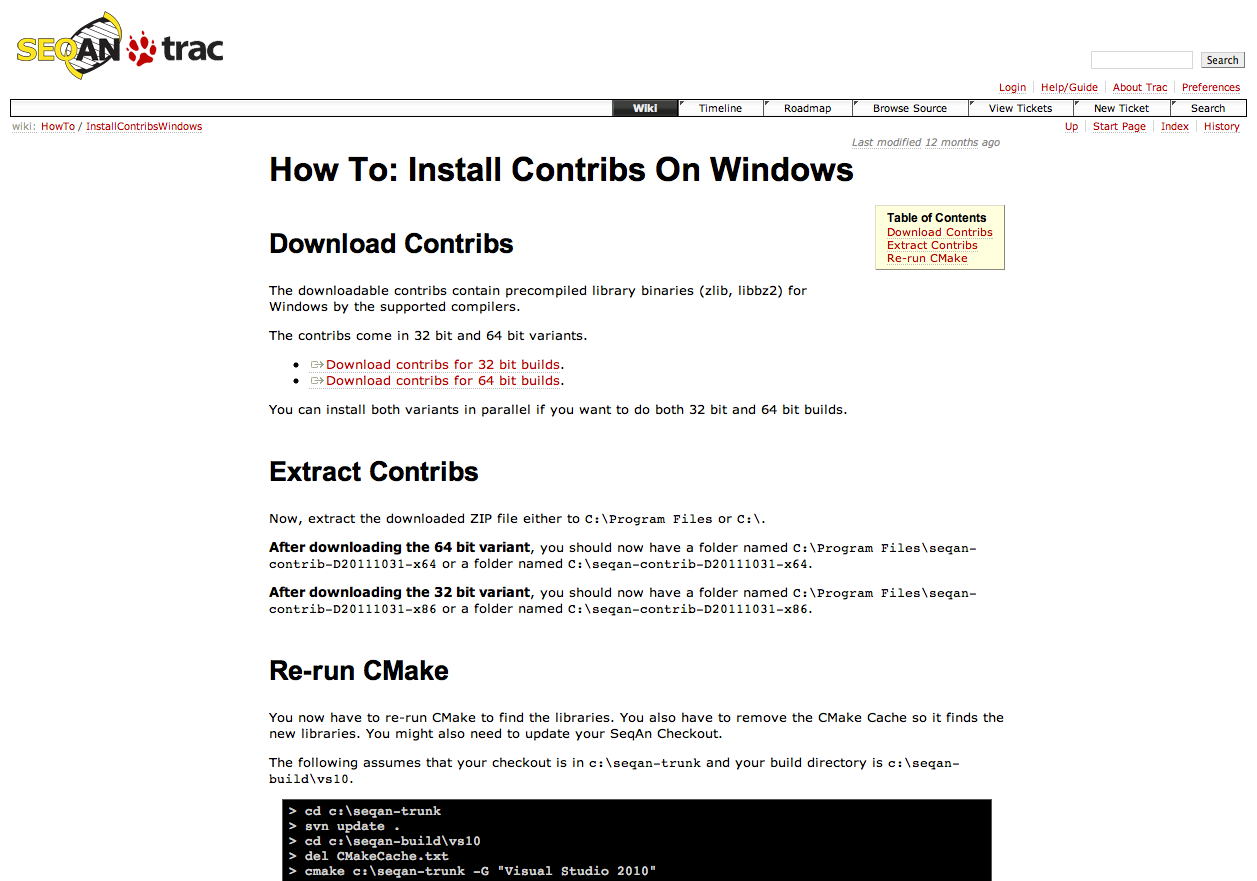 SEQAN trac
Search
Login Help/Guide About Trac Preferences
Wiki Timeline Roadmap Browse Source View Tickets New Ticket Search
wiki: HowTo / InstallContribsWindows
Up Start Page Index History
Last modified 12 months ago
How To: Install Contribs On Windows
Table of Contents
Download Contribs
Extract Contribs
Re-run CMake
Download Contribs
The downloadable contribs contain precompiled library binaries (zlib, libbz2) for
Windows by the supported compilers.
The contribs come in 32 bit and 64 bit variants.
• Download contribs for 32 bit builds.
• Download contribs for 64 bit builds.
You can install both variants in parallel if you want to do both 32 bit and 64 bit builds.
Extract Contribs
Now, extract the downloaded ZIP file either to C:\Program Files or C:\.
After downloading the 64 bit variant, you should now have a folder named C:\Program Files\seqan-
contrib-D20111031-x64 or a folder named C:\seqan-contrib-D20111031-x64.
After downloading the 32 bit variant, you should now have a folder named C:\Program Files\seqan-
contrib-D20111031-x86 or a folder named C:\seqan-contrib-D20111031-x86.
Re-run CMake
You now have to re-run CMake to find the libraries. You also have to remove the CMake Cache so it finds the
new libraries. You might also need to update your SeqAn Checkout.
The following assumes that your checkout is in c:\seqan-trunk and your build directory is c:\seqan-
build\vs10.
> cd c:\seqan-trunk
> svn update .
> cd c:\seqan-build\vs10
> del CMakeCache.txt
> cmake c:\seqan-trunk -G "Visual Studio 2010"